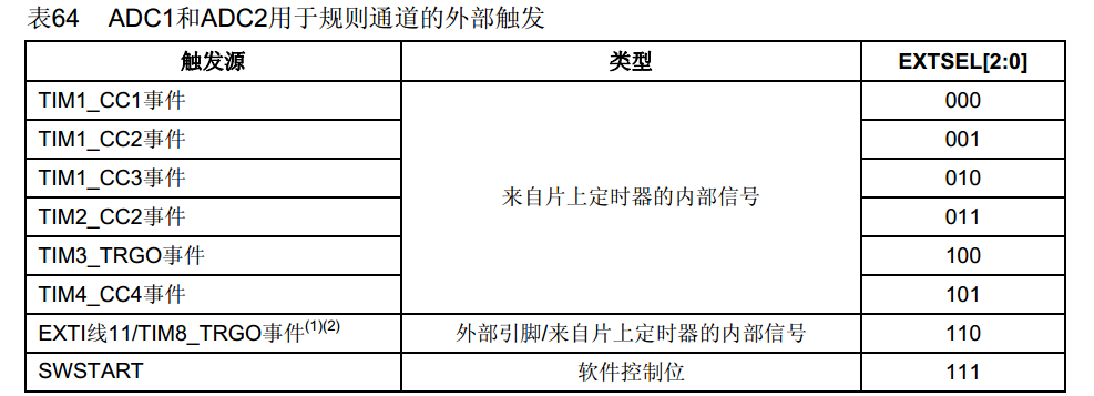 表64 ADC1和ADC2用于规则通道的外部触发
触发源 类型 EXTSEL[2:0]
TIM1_CC1事件 000
TIM1_CC2事件 001
TIM1_CC3事件 010
来自片上定时器的内部信号
TIM2_CC2事件 011
TIM3_TRGO事件 100
TIM4_CC4事件 101
EXTI线11/TIM8_TRGO事件(1)(2) 外部引脚/来自片上定时器的内部信号 110
SWSTART 软件控制位 111